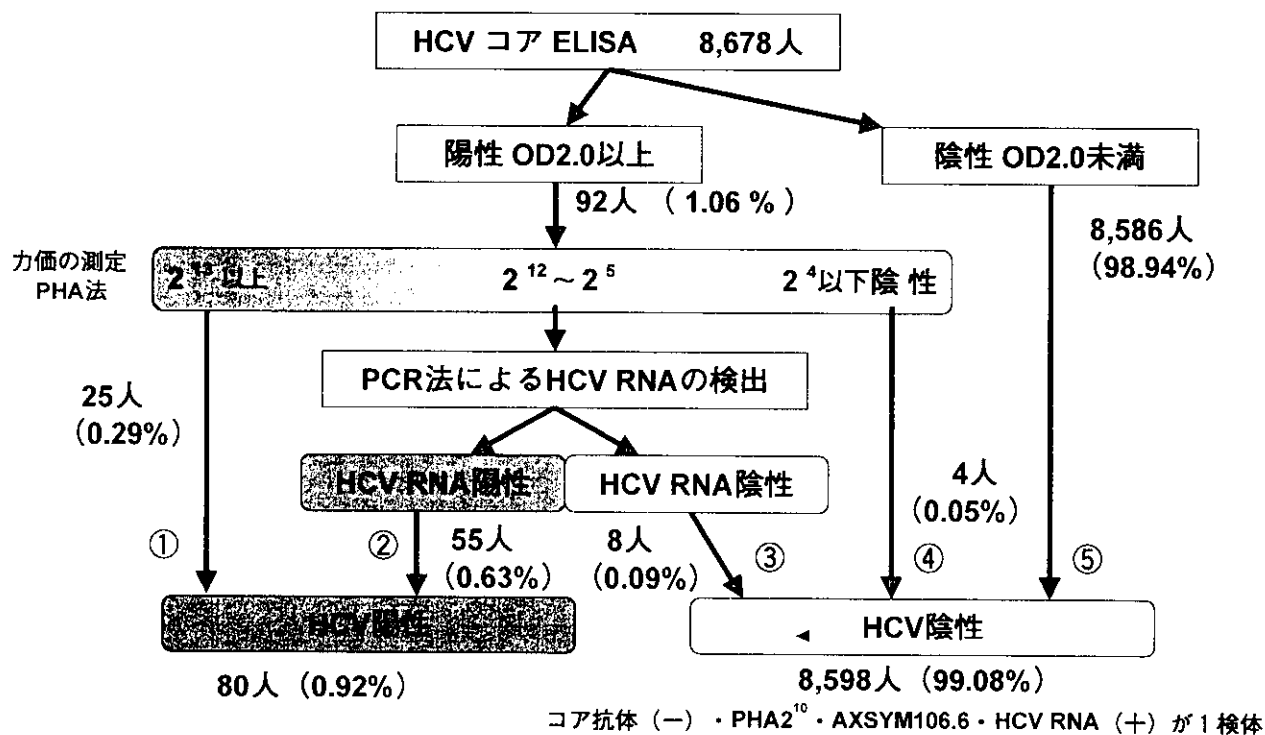 HCV コア ELISA 8,678人
陽性 OD2.0以上
陰性 OD2.0未満
92人 (1.06 %)
8,586人
(98.94%)
力価の測定
PHA法
2 13 以上
2 12 ~ 2 5
2 4 以下陰 性
PCR法によるHCV RNAの検出
25人
(0.29%)
HCV RNA陽性
HCV RNA陰性
4人
(0.05%)
①
②
55人
(0.63%)
8人
(0.09%)
③
④
⑤
HCV陽性
HCV陰性
80人 (0.92%)
8,598人 (99.08%)
コア抗体 (—) ・PHA2 10 ・AXSYM106.6・HCV RNA (+) が1検体